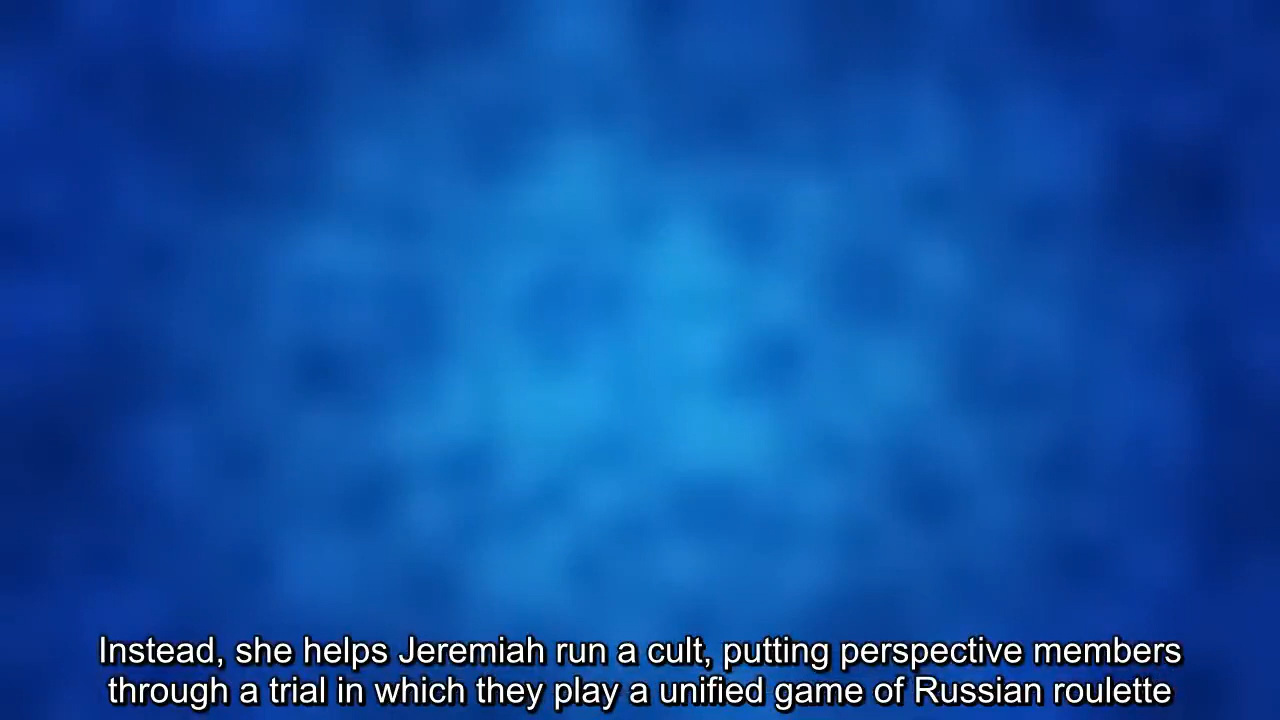 Instead, she helps Jeremiah run a cult, putting perspective members
through a trial in which they play a unified game of Russian roulette